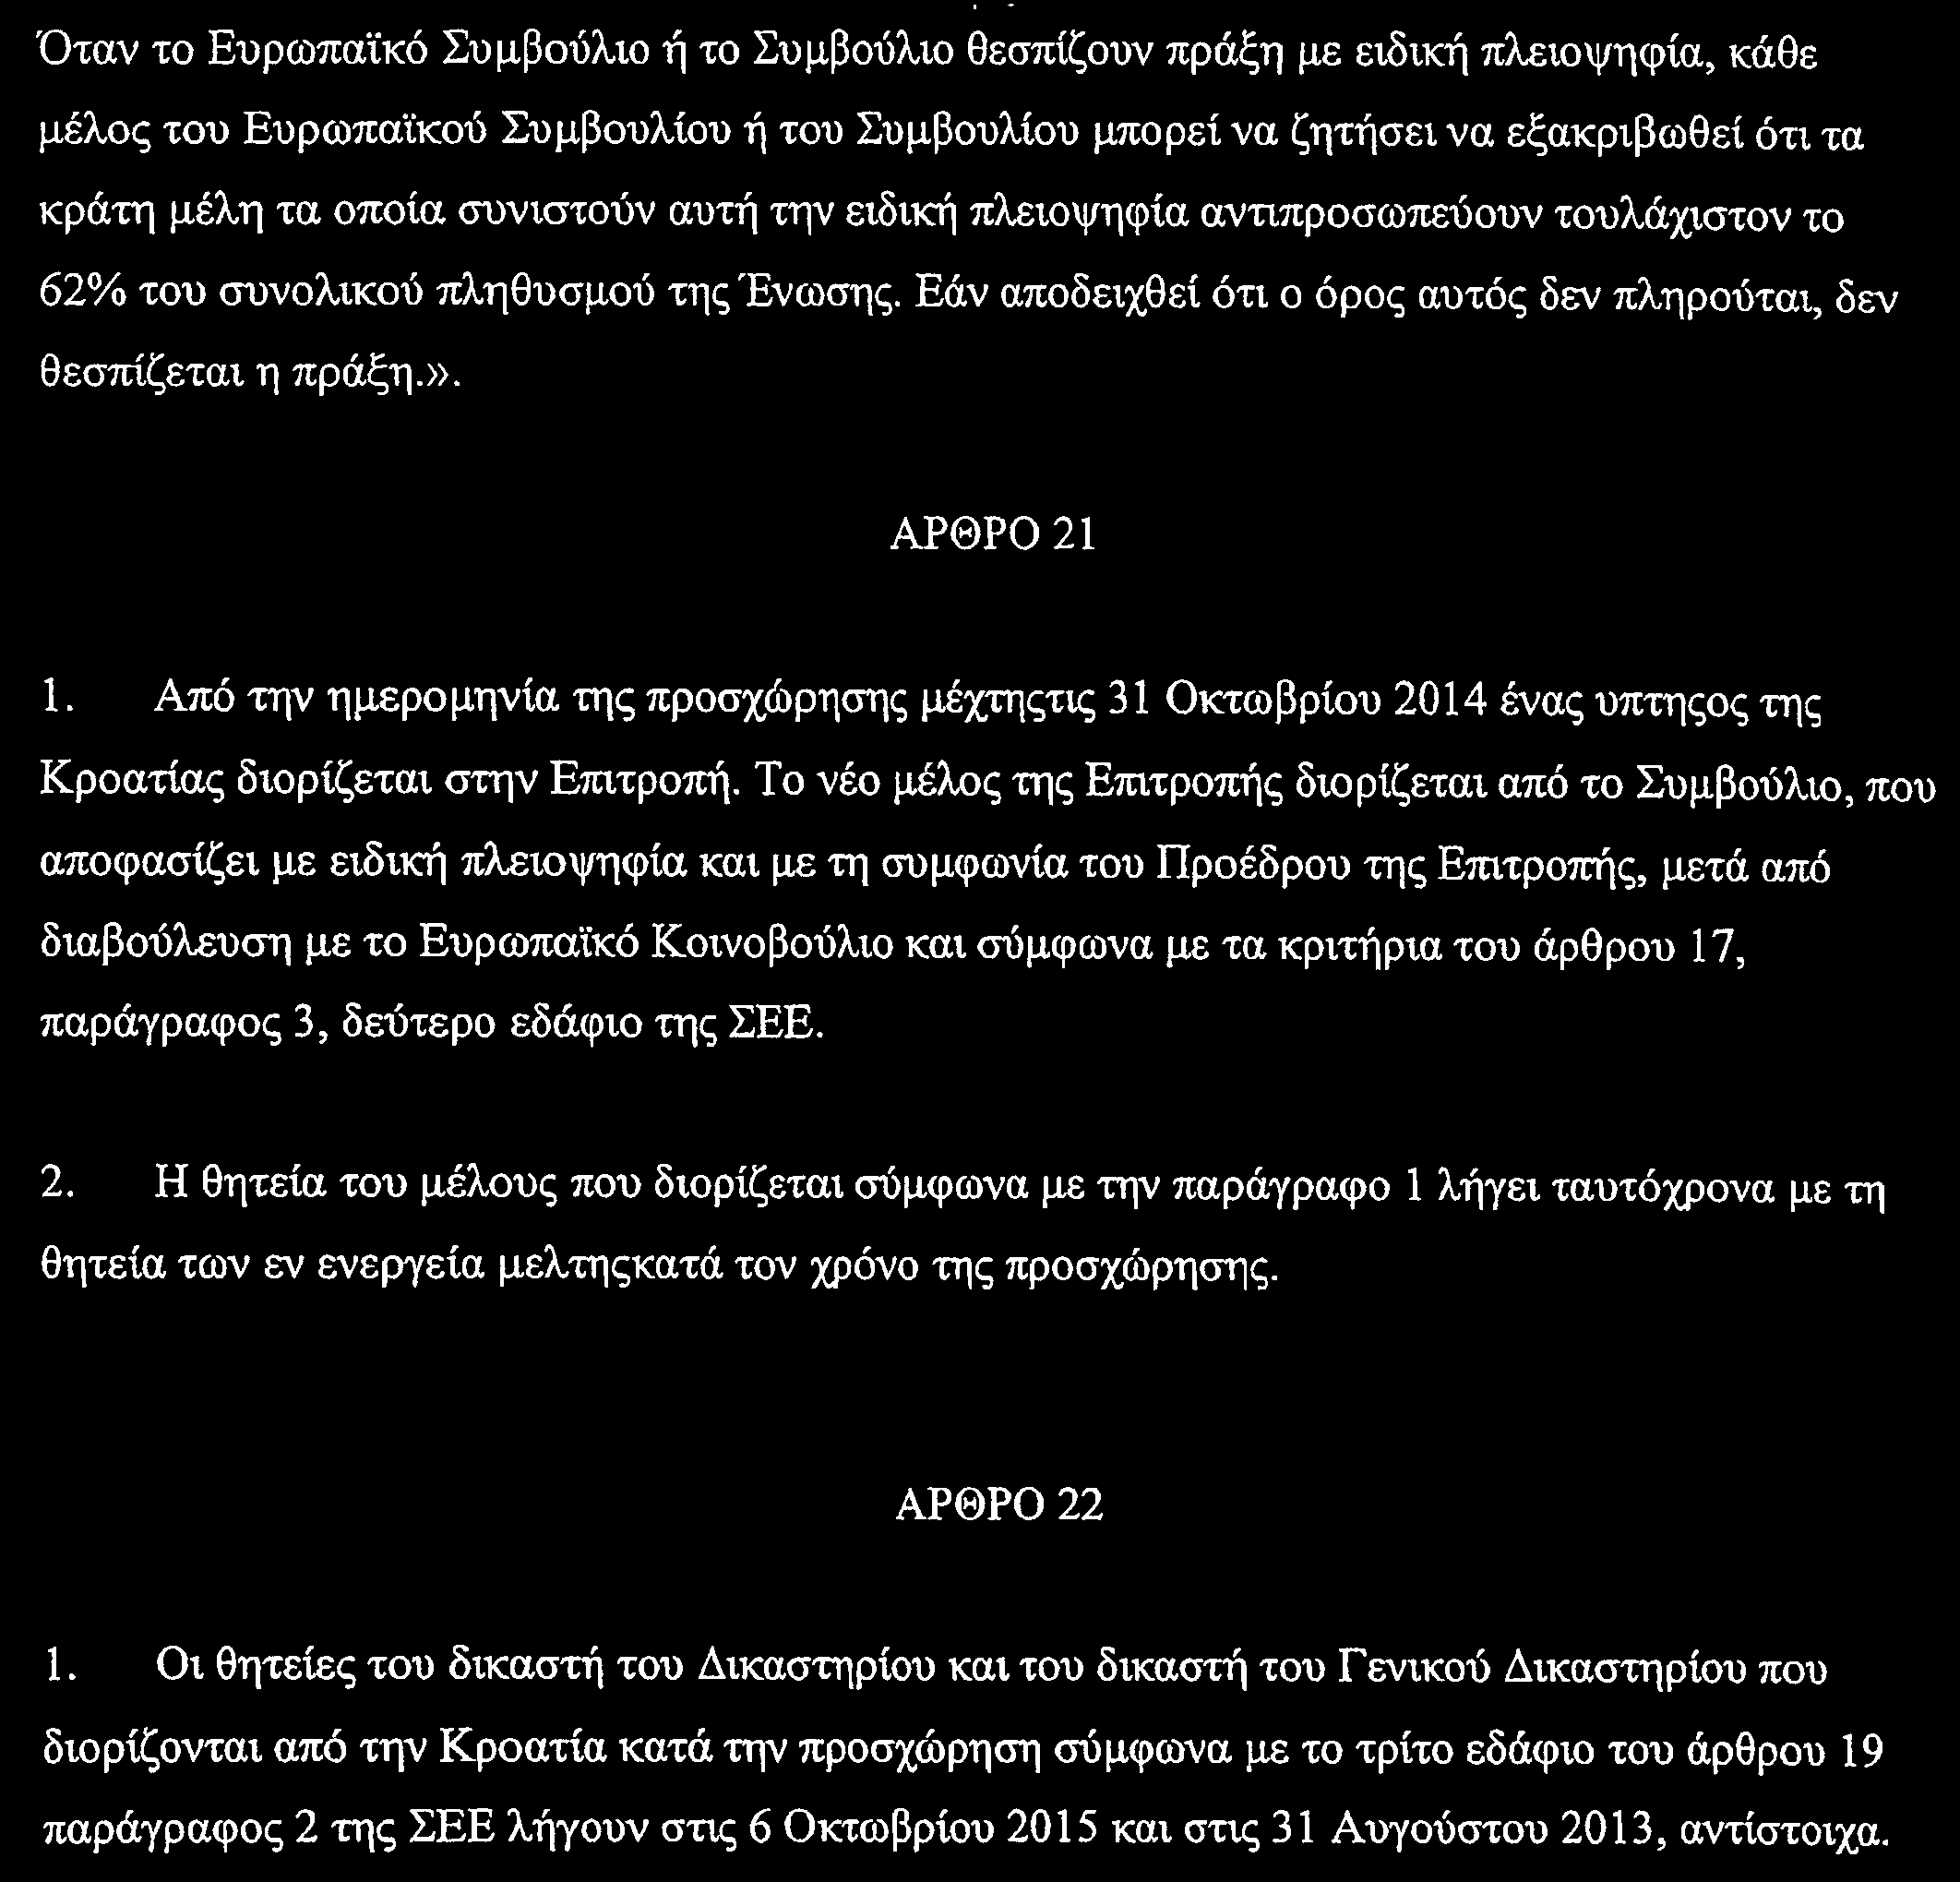 Όταν το Ευρωπαϊκό Συμβούλιο ή το Συμβούλιο θεσπίζουν πράξη με ειδική πλειοψηφία, κάθε
μέλος του Ευρωπαϊκού Συμβουλίου ή του Συμβουλίου μπορεί να ζητήσει να εξακριβωθεί ότι τα
κράτη μέλη τα οποία συνιστούν αυτή την ειδική πλειοψηφία αντιπροσωπεύουν τουλάχιστον το
62% του συνολικού πληθυσμού της Ένωσης. Εάν αποδειχθεί ότι ο όρος αυτός δεν πληρούται, δεν
θεσπίζεται η πράξη.».
ΑΡΘΡΟ 21
1. Από την ημερομηνία της προσχώρησης μέχτηςτις 31 Οκτωβρίου 2014 ένας υπτηςος της
Κροατίας διορίζεται στην Επιτροπή. Το νέο μέλος της Επιτροπής διορίζεται από το Συμβούλιο, που
αποφασίζει με ειδική πλειοψηφία και με τη συμφωνία του Προέδρου της Επιτροπής, μετά από
διαβούλευση με το Ευρωπαϊκό Κοινοβούλιο και σύμφωνα με τα κριτήρια του άρθρου 17,
παράγραφος 3, δεύτερο εδάφιο της ΣΕΕ.
2. Η θητεία του μέλους που διορίζεται σύμφωνα με την παράγραφο 1 λήγει ταυτόχρονα με τη
θητεία των εν ενεργεία μελτηςκατά τον χρόνο της προσχώρησης.
ΑΡΘΡΟ 22
1. Οι θητείες του δικαστή του Δικαστηρίου και του δικαστή του Γενικού Δικαστηρίου που
διορίζονται από την Κροατία κατά την προσχώρηση σύμφωνα με το τρίτο εδάφιο του άρθρου 19
παράγραφος 2 της ΣΕΕ λήγουν στις 6 Οκτωβρίου 2015 και στις 31 Αυγούστου 2013, αντίστοιχα.